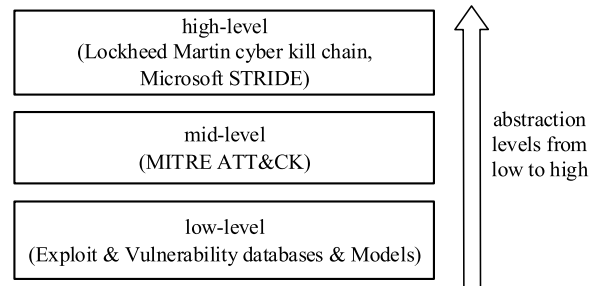 high-level
(Lockheed Martin cyber kill chain,
Microsoft STRIDE)
mid-level
(MITRE ATT&CK)
low-level
(Exploit & Vulnerability databases & Models)
abstraction
levels from
low to high